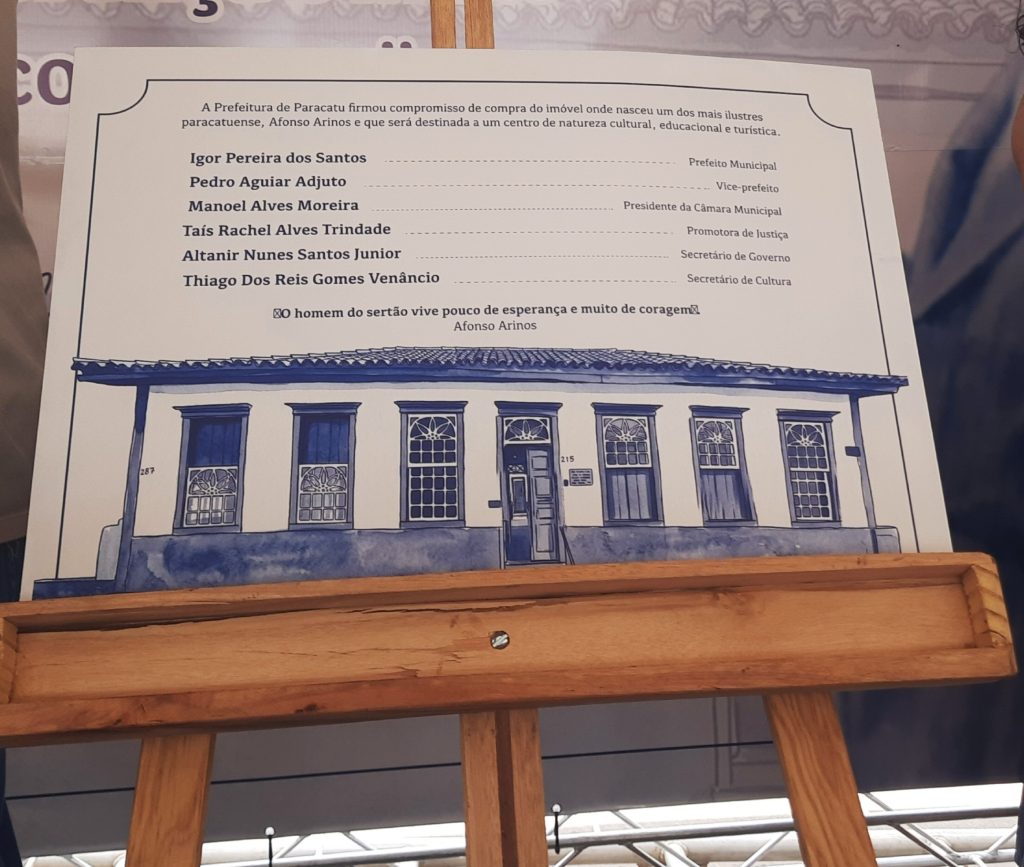 A Prefeitura de Paracatu firmou compromisso de compra do imóvel onde nasceu um dos mais ilustres
paracatuense, Afonso Arinos e que será destinada a um centro de natureza cultural, educacional e turística.
Igor Pereira dos Santos Prefeito Municipal
Pedro Aguiar Adjuto Vice-prefeito
Manoel Alves Moreira Presidente da Câmara Municipal
Taís Rachel Alves Trindade Promotora de Justiça
Altanir Nunes Santos Junior Secretário de Governo
Thiago Dos Reis Gomes Venâncio Secretário de Cultura
O homem do sertão vive pouco de esperança e muito de coragem
Afonso Arinos
287
215